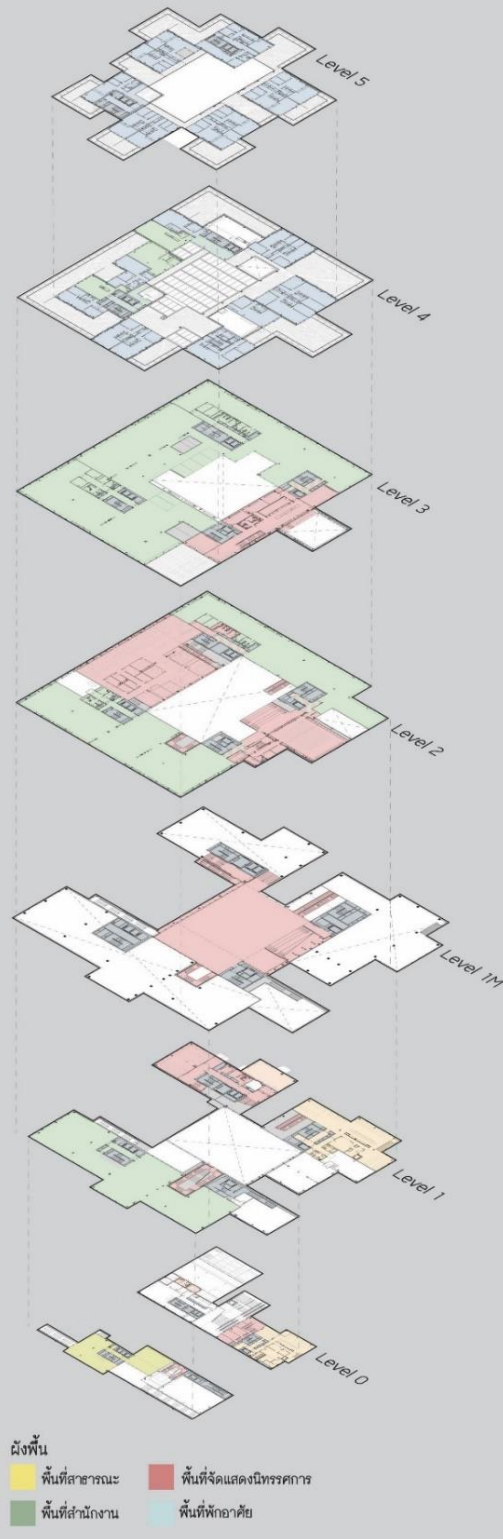 Level 5
Level 4
Level 3
Level 2
Level 1M
Level 1
Level 0
ผังพื้น
พื้นที่สาธารณะ
พื้นที่จัดแสดงนิทรรศการ
พื้นที่สำนักงาน
พื้นที่พักอาศัย